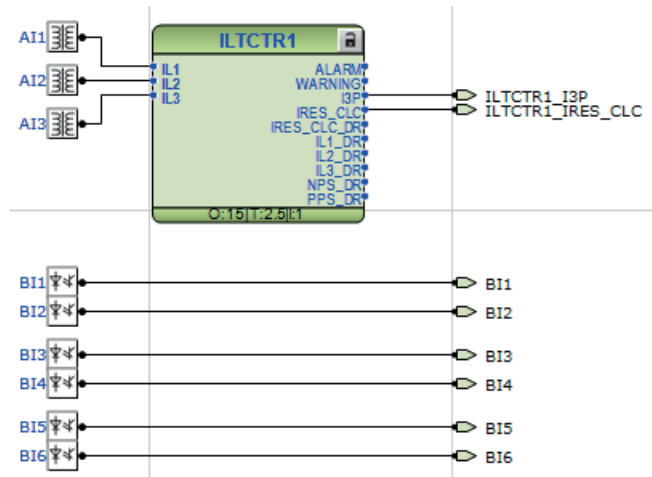 ILTCTR1
AI1
AI2
AI3
IL1
IL2
IL3
ALARM
WARNING
I3P
IRES_CLC
IRES_CLC_DR
IL1_DR
IL2_DR
IL3_DR
NPS_DR
PPS_DR
O:15|T:2.5|I:1
ILTCTR1_I3P
ILTCTR1_IRES_CLC
BI1 BI1
BI2 BI2
BI3 BI3
BI4 BI4
BI5 BI5
BI6 BI6